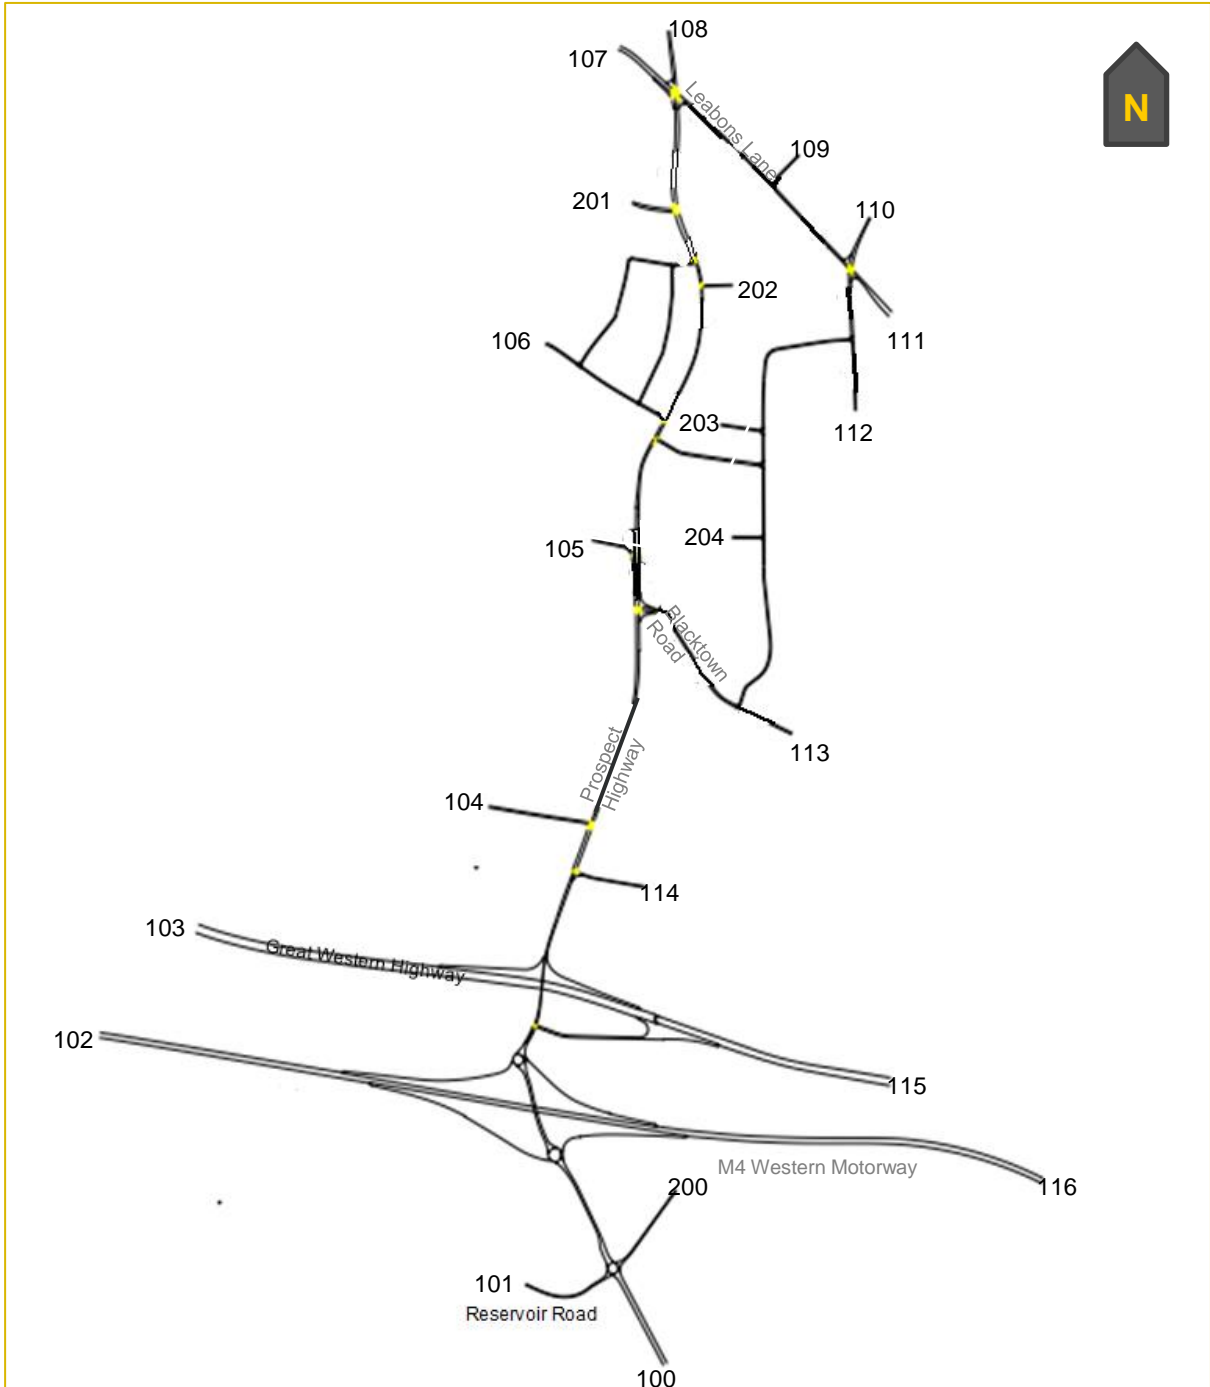 108
107
Leabons Lane
N
109
201
110
202
106
111
203
112
105
204
Blacktown
Road
113
Prospect
Highway
104
114
103
Great Western Highway
102
115
M4 Western Motorway
116
200
101
Reservoir Road
100